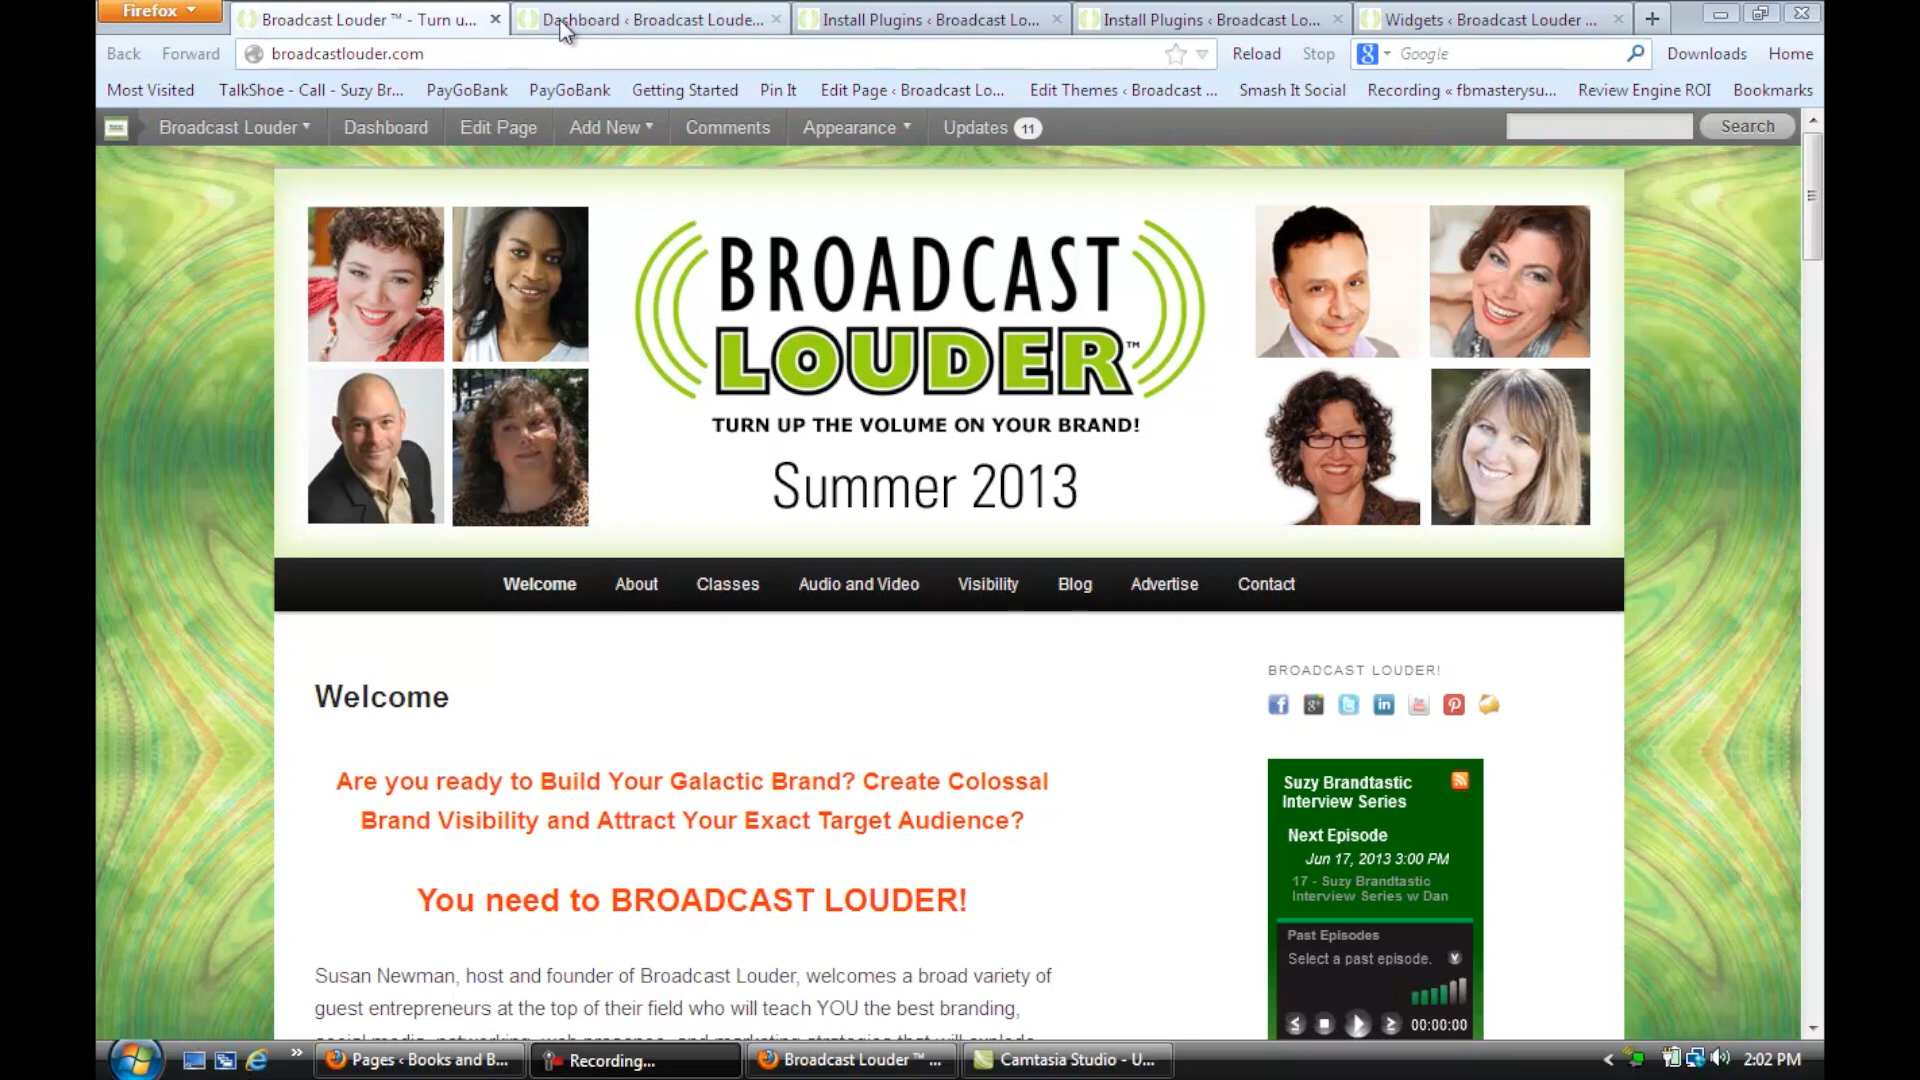 Firefox
Broadcast Louder ™ - Turn u...
Dashboard ‹ Broadcast Loude...
Install Plugins ‹ Broadcast Lo...
Install Plugins ‹ Broadcast Lo...
Widgets ‹ Broadcast Louder ...
Back Forward broadcastlouder.com Reload Stop Google Downloads Home
Most Visited TalkShoe - Call - Suzy Br... PayGoBank PayGoBank Getting Started Pin It Edit Page ‹ Broadcast Lo... Edit Themes ‹ Broadcast ... Smash It Social Recording « fbmasterysu... Review Engine ROI Bookmarks
Broadcast Louder Dashboard Edit Page Add New Comments Appearance Updates 11 Search
BROADCAST
LOUDER™
TURN UP THE VOLUME ON YOUR BRAND!
Summer 2013
Welcome About Classes Audio and Video Visibility Blog Advertise Contact
Welcome
Are you ready to Build Your Galactic Brand? Create Colossal
Brand Visibility and Attract Your Exact Target Audience?
You need to BROADCAST LOUDER!
Susan Newman, host and founder of Broadcast Louder, welcomes a broad variety of
guest entrepreneurs at the top of their field who will teach YOU the best branding,
BROADCAST LOUDER!
Suzy Brandtastic
Interview Series
Next Episode
Jun 17, 2013 3:00 PM
17 - Suzy Brandtastic
Interview Series w Dan
Past Episodes
Select a past episode.
00:00:00
Pages ‹ Books and B... Recording... Broadcast Louder ™ ... Camtasia Studio - U... 2:02 PM